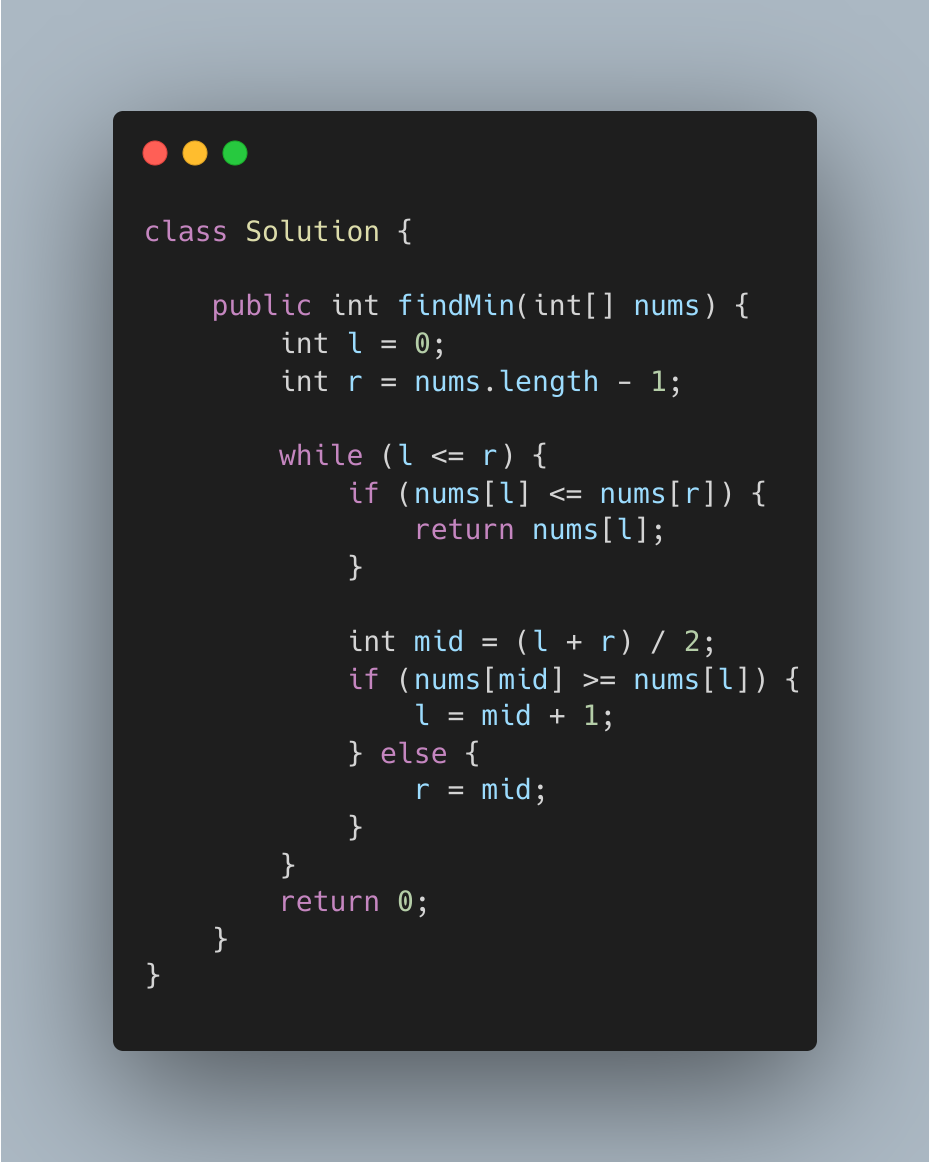 class Solution {

    public int findMin(int[] nums) {
        int l = 0;
        int r = nums.length - 1;

        while (l <= r) {
            if (nums[l] <= nums[r]) {
                return nums[l];
            }

            int mid = (l + r) / 2;
            if (nums[mid] >= nums[l]) {
                l = mid + 1;
            } else {
                r = mid;
            }
        }
        return 0;
    }
}